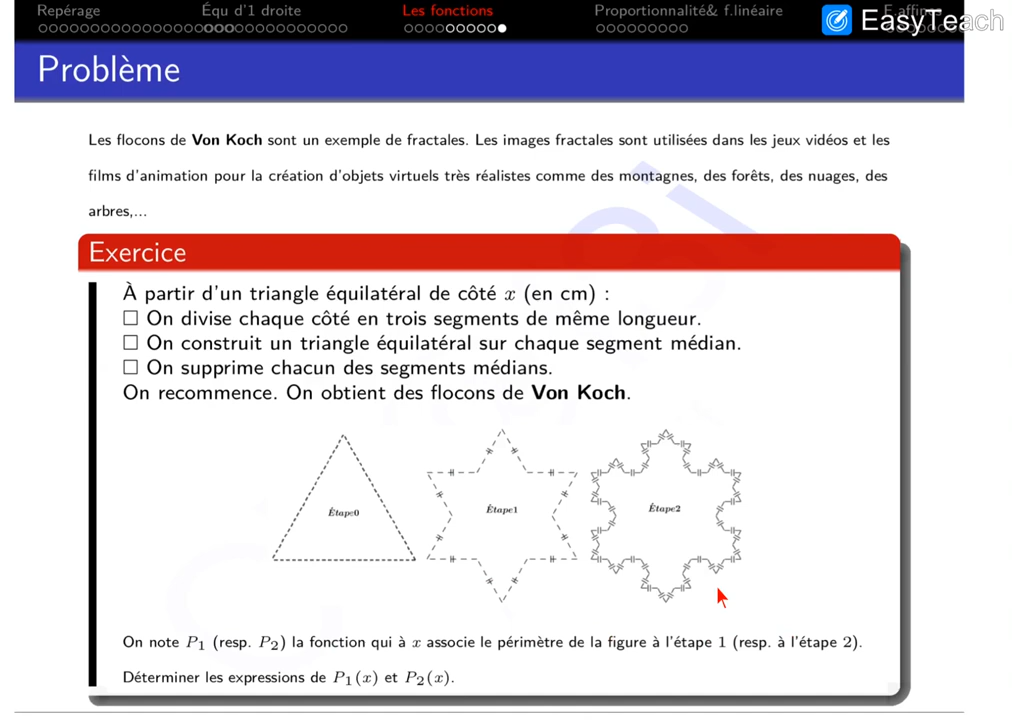 Repérage
Équ d'1 droite
Les fonctions
Proportionnalité& f.linéaire
EasyTeach
Problème
Les flocons de Von Koch sont un exemple de fractales. Les images fractales sont utilisées dans les jeux vidéos et les
films d'animation pour la création d'objets virtuels très réalistes comme des montagnes, des forêts, des nuages, des
arbres,...
Exercice
À partir d'un triangle équilatéral de côté x (en cm) :
□ On divise chaque côté en trois segments de même longueur.
□ On construit un triangle équilatéral sur chaque segment médian.
□ On supprime chacun des segments médians.
On recommence. On obtient des flocons de Von Koch.
Étape0
Étape1
Étape2
On note P₁ (resp. P₂) la fonction qui à x associe le périmètre de la figure à l'étape 1 (resp. à l'étape 2).
Déterminer les expressions de P₁(x) et P₂(x).